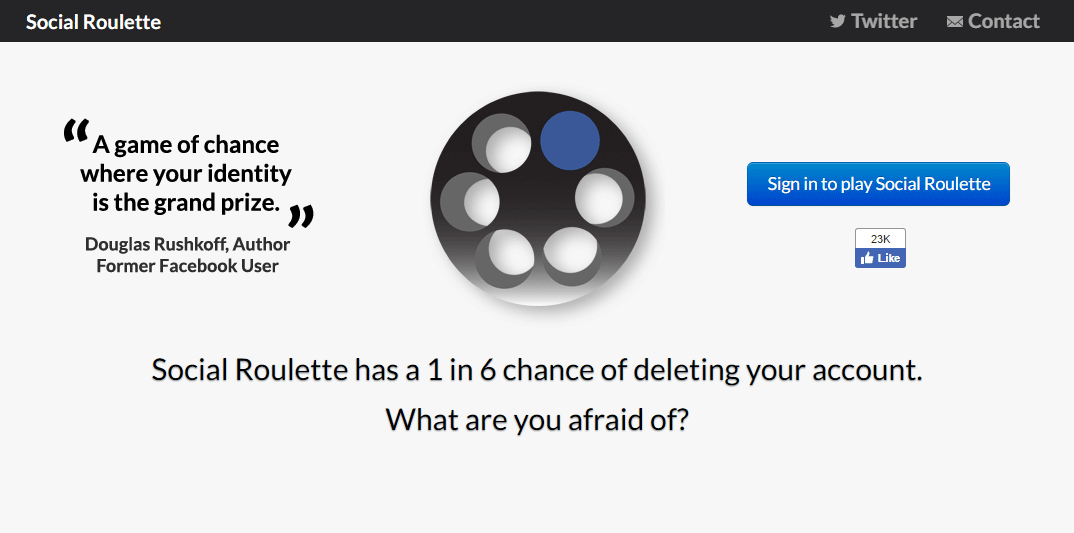 Social Roulette
Twitter
Contact
“A game of chance
where your identity
is the grand prize.”
Douglas Rushkoff, Author
Former Facebook User
Sign in to play Social Roulette
23K
Like
Social Roulette has a 1 in 6 chance of deleting your account.
What are you afraid of?